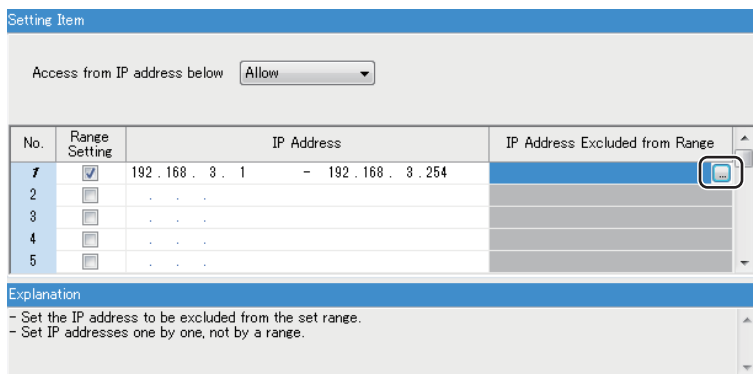 Setting Item
Access from IP address below Allow
No. Range Setting IP Address IP Address Excluded from Range
1 192 . 168 . 3 . 1 - 192 . 168 . 3 . 254 ...
2 . . .
3 . . .
4 . . .
5 . . .
Explanation
- Set the IP address to be excluded from the set range.
- Set IP addresses one by one, not by a range.